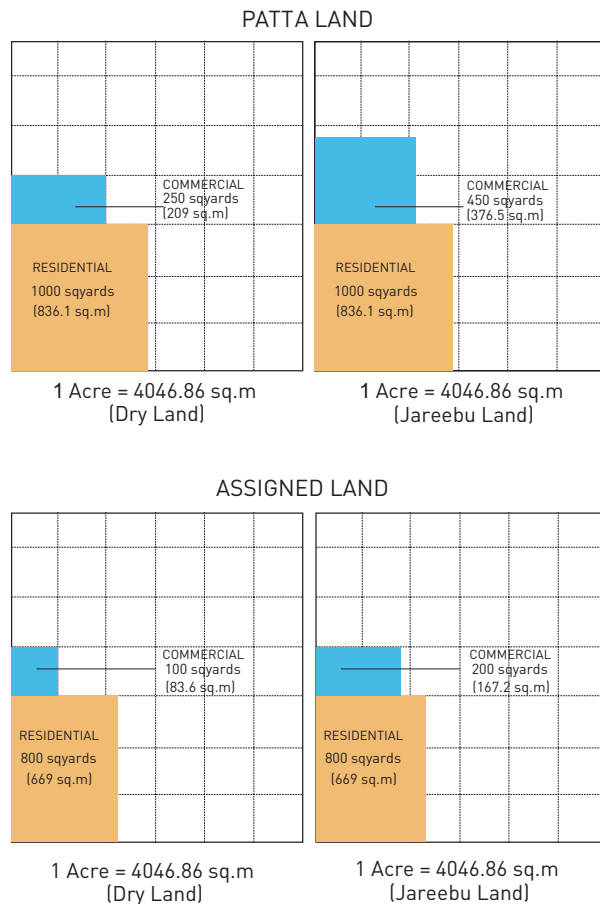 PATTA LAND
COMMERCIAL
250 sqyards
(209 sq.m)
RESIDENTIAL
1000 sqyards
(836.1 sq.m)
1 Acre = 4046.86 sq.m
(Dry Land)
COMMERCIAL
450 sqyards
(376.5 sq.m)
RESIDENTIAL
1000 sqyards
(836.1 sq.m)
1 Acre = 4046.86 sq.m
(Jareebu Land)
ASSIGNED LAND
COMMERCIAL
100 sqyards
(83.6 sq.m)
RESIDENTIAL
800 sqyards
(669 sq.m)
1 Acre = 4046.86 sq.m
(Dry Land)
COMMERCIAL
200 sqyards
(167.2 sq.m)
RESIDENTIAL
800 sqyards
(669 sq.m)
1 Acre = 4046.86 sq.m
(Jareebu Land)